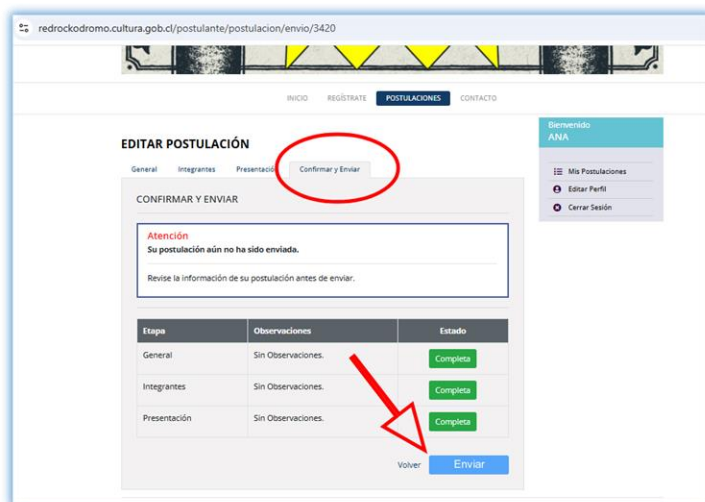 redrockodromo.cultura.gob.cl/postulante/postulacion/envio/3420
INICIO REGÍSTRATE POSTULACIONES CONTACTO
Bienvenido
ANA
EDITAR POSTULACIÓN
General Integrantes Presentación Confirmar y Enviar
Mis Postulaciones
Editar Perfil
Cerrar Sesión
CONFIRMAR Y ENVIAR
Atención
Su postulación aún no ha sido enviada.
Revise la información de su postulación antes de enviar.
Etapa Observaciones Estado
General Sin Observaciones. Completa
Integrantes Sin Observaciones. Completa
Presentación Sin Observaciones. Completa
Volver Enviar